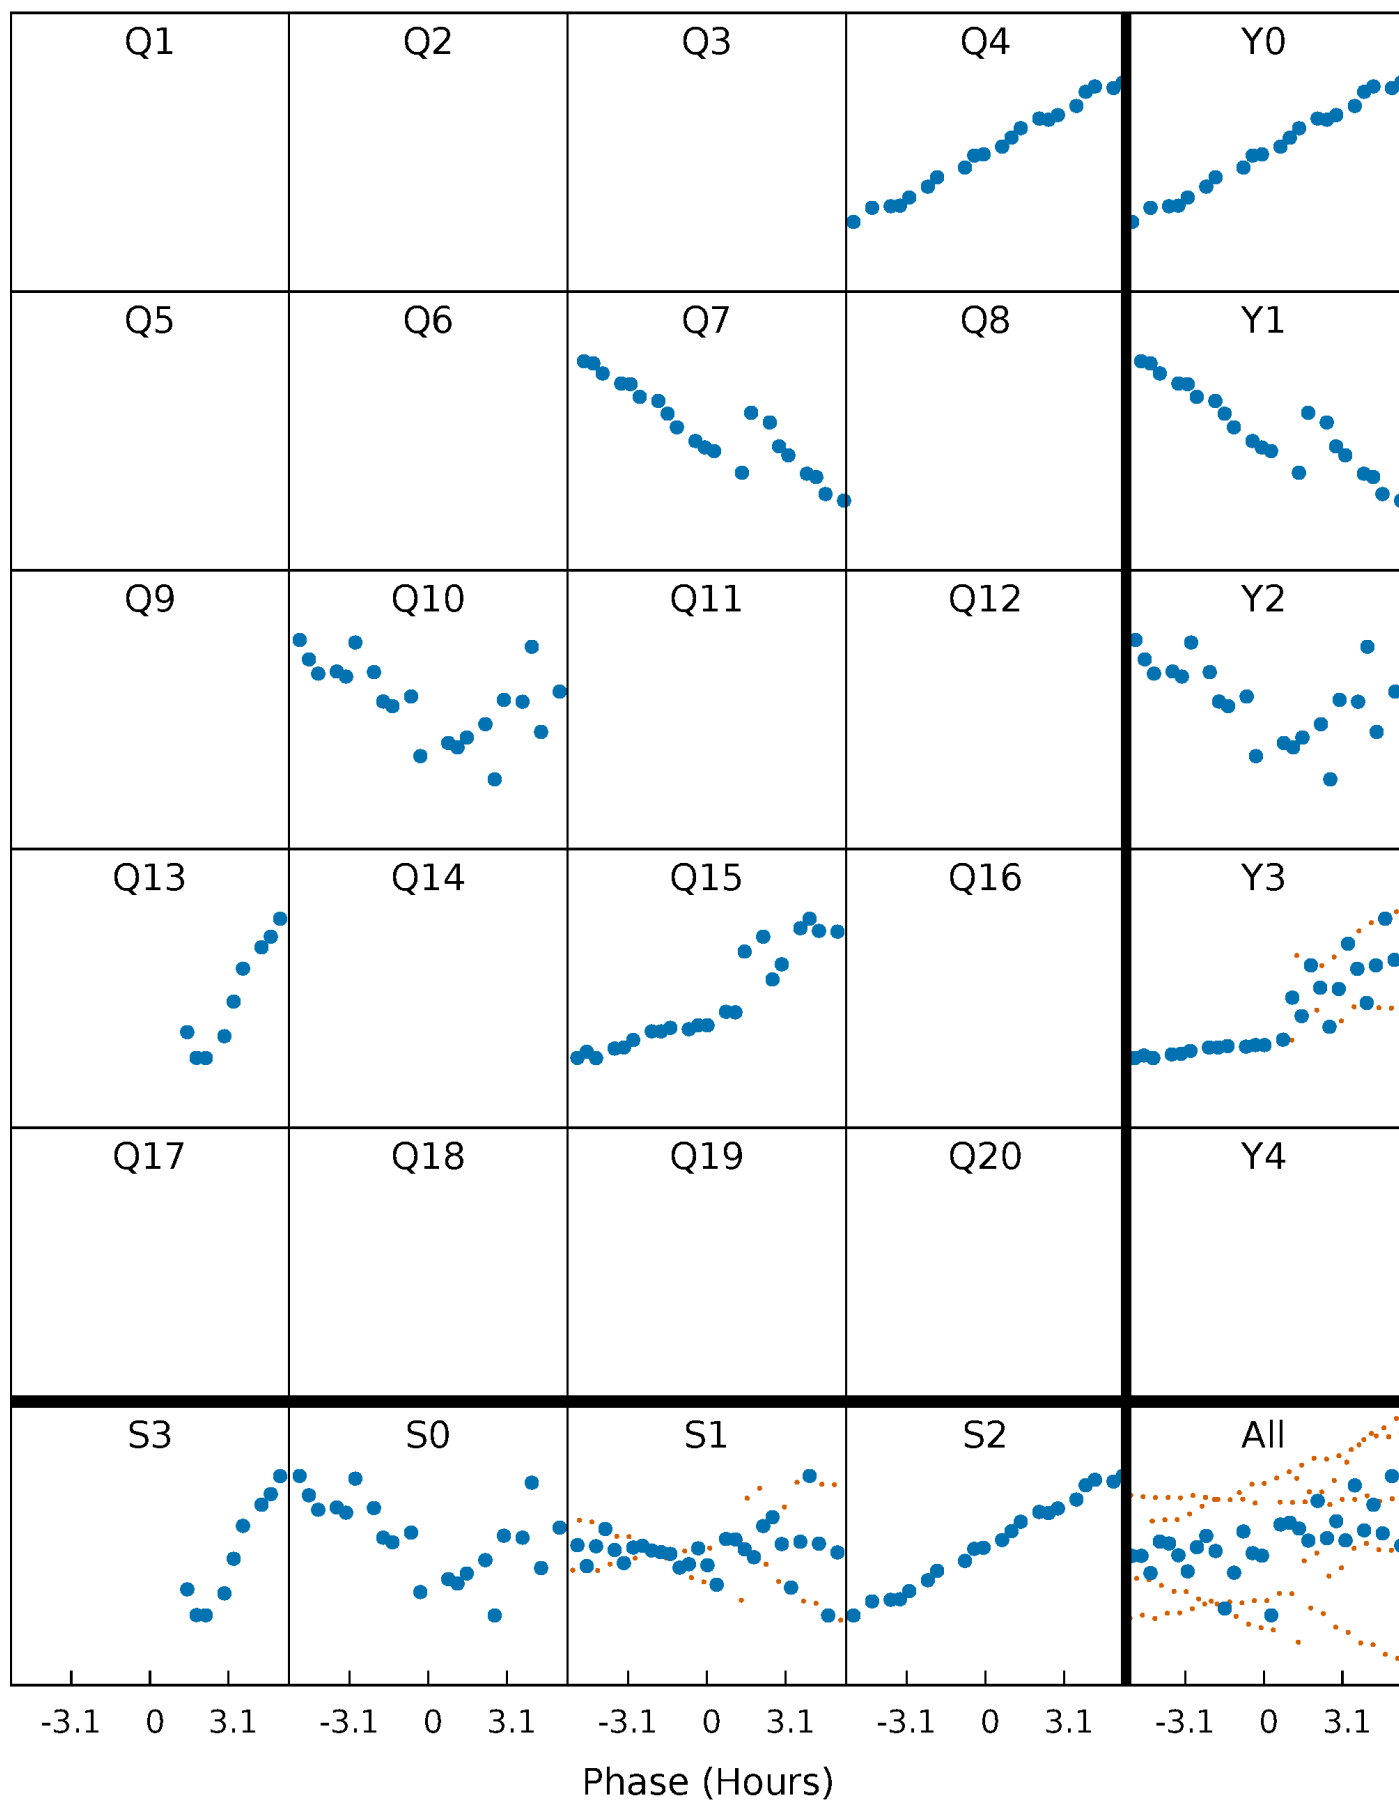 Q1 Q2 Q3 Q4 Y0
Q5 Q6 Q7 Q8 Y1
Q9 Q10 Q11 Q12 Y2
Q13 Q14 Q15 Q16 Y3
Q17 Q18 Q19 Q20 Y4
S3 S0 S1 S2 All
-3.1 0 3.1 -3.1 0 3.1 -3.1 0 3.1 -3.1 0 3.1 -3.1 0 3.1
Phase (Hours)